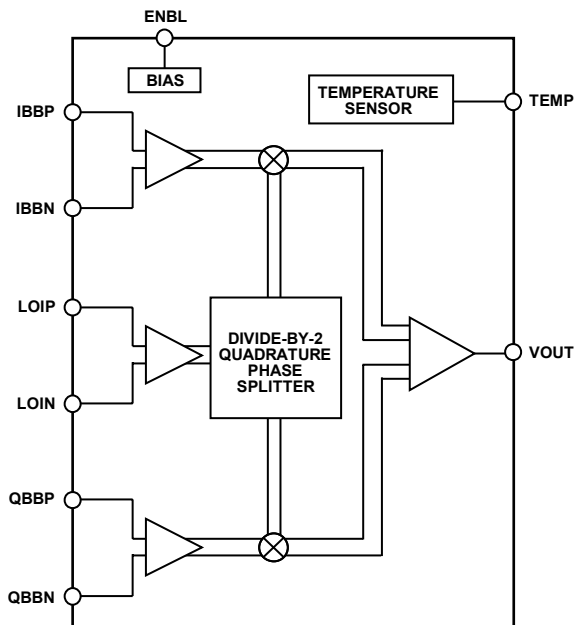 ENBL
BIAS
TEMPERATURE
SENSOR
TEMP
IBBP
IBBN
LOIP
DIVIDE-BY-2
QUADRATURE
PHASE
SPLITTER
VOUT
LOIN
QBBP
QBBN